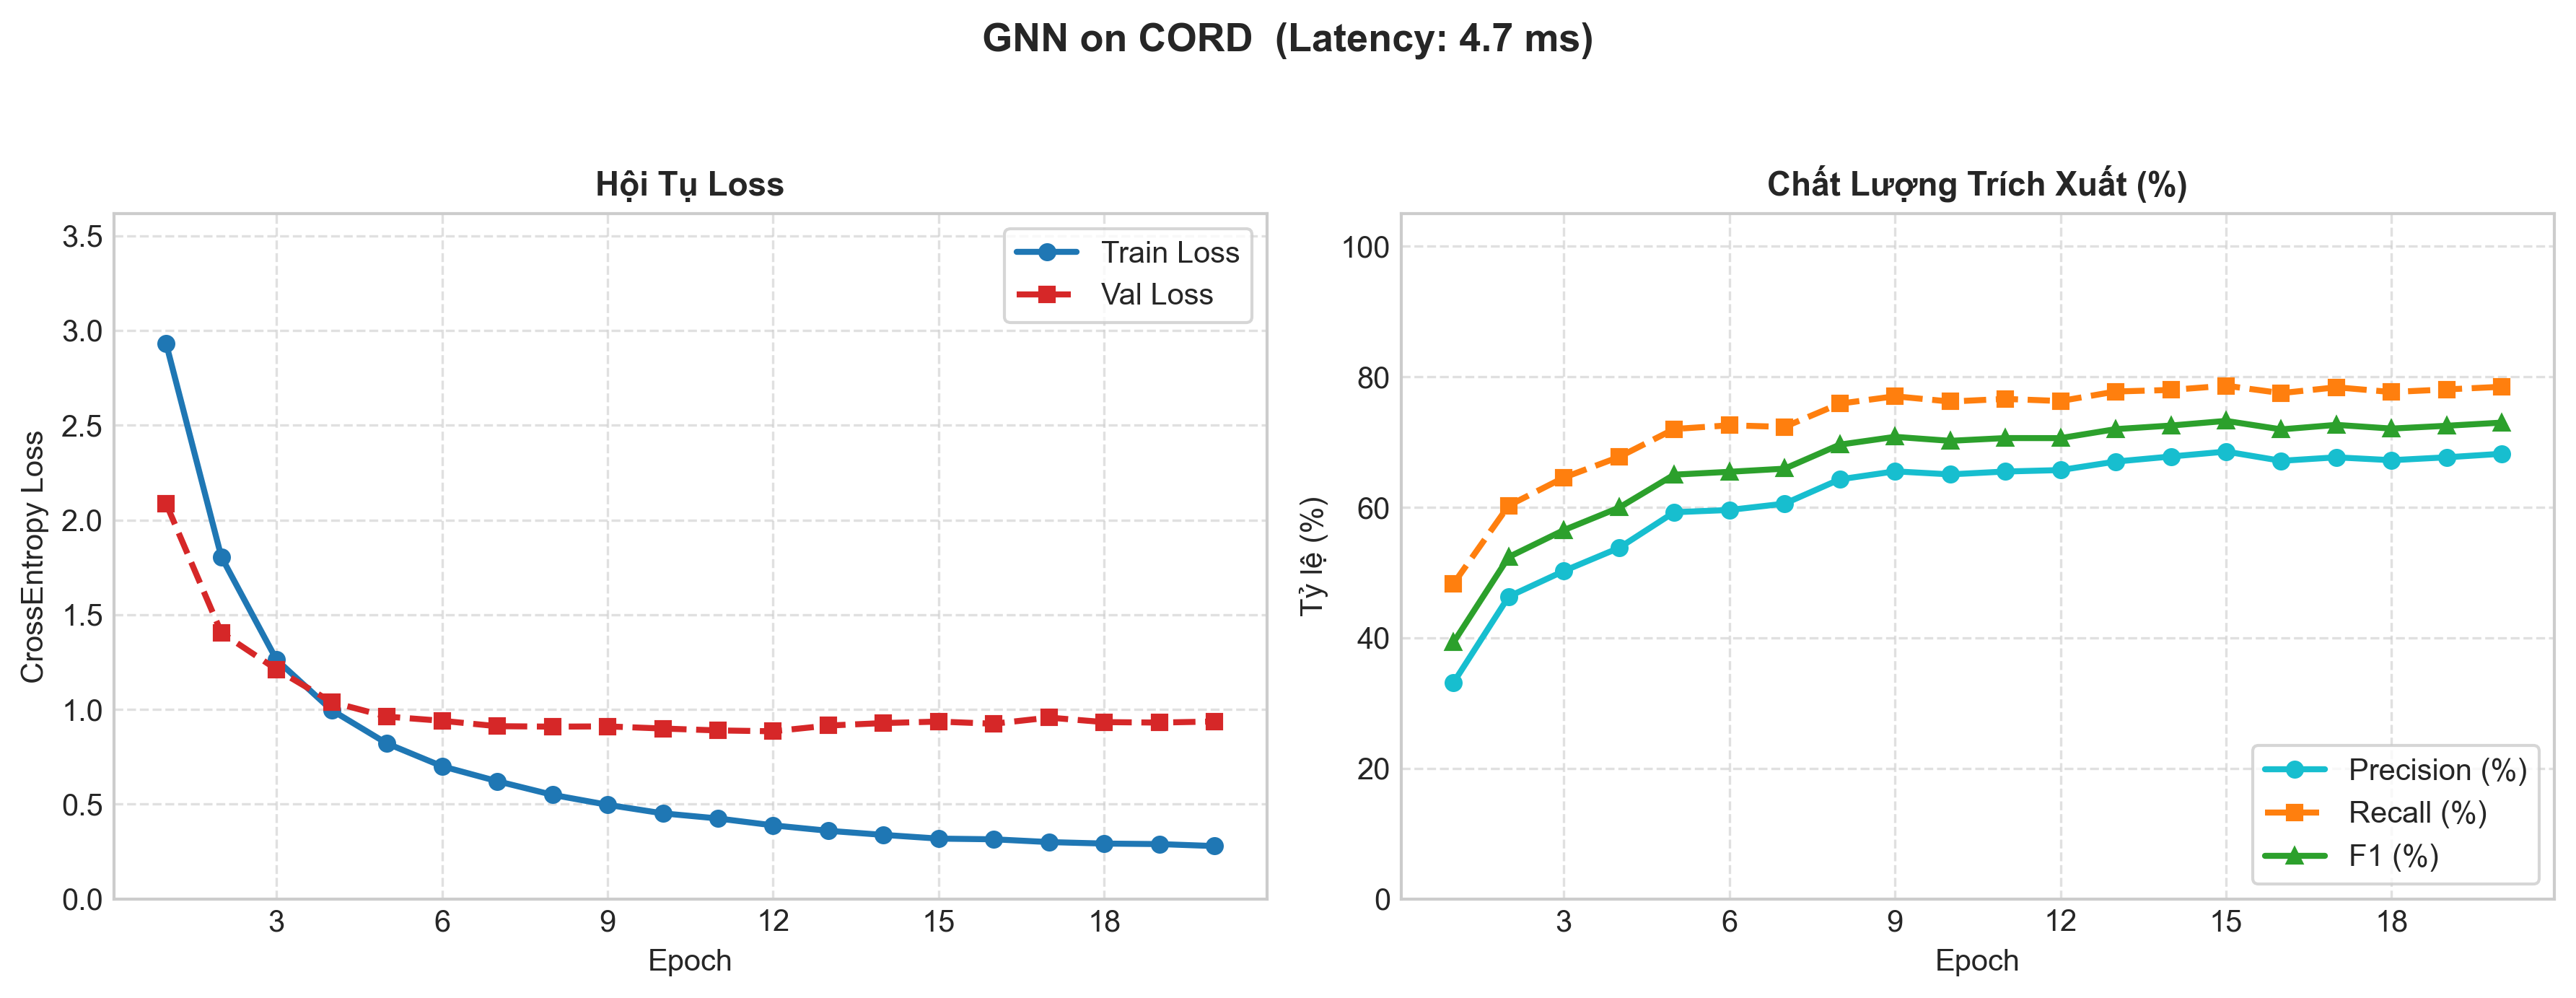 GNN on CORD  (Latency: 4.7 ms)
Hội Tụ Loss
3.5
3.0
2.5
2.0
1.5
1.0
0.5
0.0
CrossEntropy Loss
3
6
9
12
15
18
Epoch
Train Loss
Val Loss
Chất Lượng Trích Xuất (%)
100
80
60
40
20
0
Tỷ lệ (%)
3
6
9
12
15
18
Epoch
Precision (%)
Recall (%)
F1 (%)